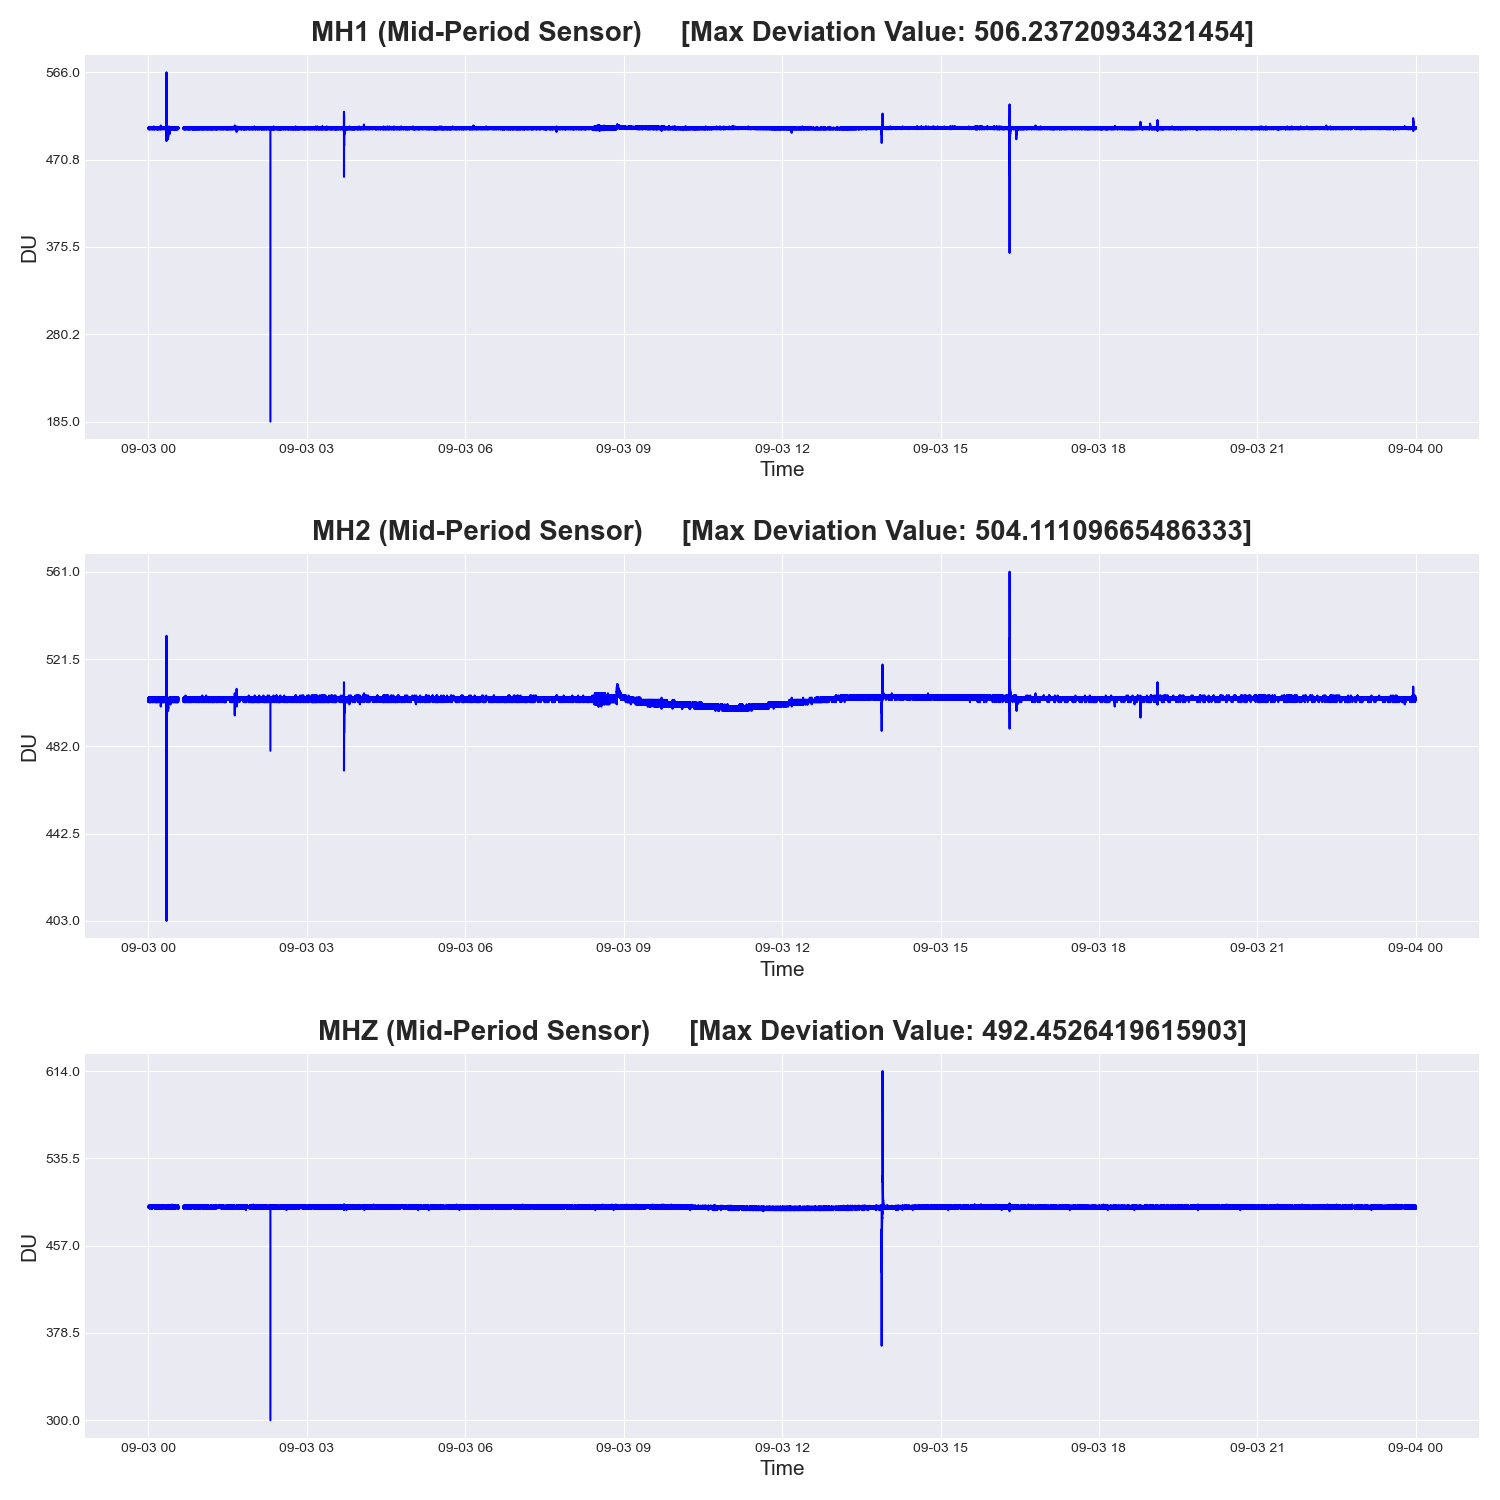 MH1 (Mid-Period Sensor) [Max Deviation Value: 506.23720934321454]
566.0
470.8
375.5
280.2
185.0
DU
09-03 00 09-03 03 09-03 06 09-03 09 09-03 12 09-03 15 09-03 18 09-03 21 09-04 00
Time
MH2 (Mid-Period Sensor) [Max Deviation Value: 504.11109665486333]
561.0
521.5
482.0
442.5
403.0
DU
09-03 00 09-03 03 09-03 06 09-03 09 09-03 12 09-03 15 09-03 18 09-03 21 09-04 00
Time
MHZ (Mid-Period Sensor) [Max Deviation Value: 492.4526419615903]
614.0
535.5
457.0
378.5
300.0
DU
09-03 00 09-03 03 09-03 06 09-03 09 09-03 12 09-03 15 09-03 18 09-03 21 09-04 00
Time